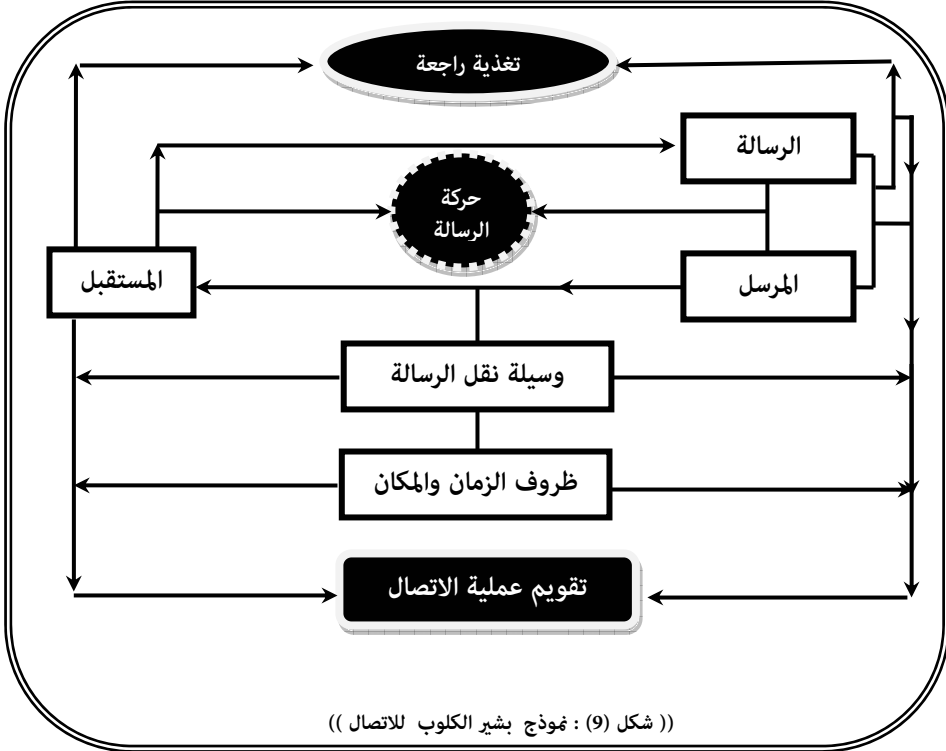 تغذية راجعة
الرسالة
حركة
الرسالة
المستقبل
المرسل
وسيلة نقل الرسالة
ظروف الزمان والمكان
تقويم عملية الاتصال
(( شكل (9) : نموذج بشير الكلوب للاتصال ))